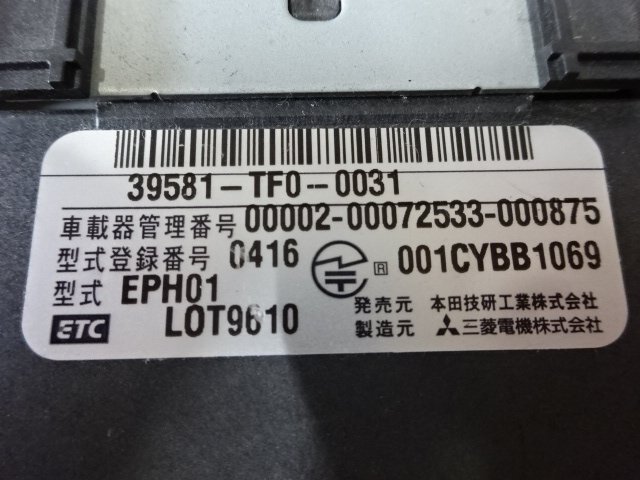 39581-TF0-0031
車載器管理番号 00002-00072533-000875
型式登録番号 0416 R 001CYBB1069
型式 EPH01
ETC LOT9610
発売元 本田技研工業株式会社
製造元 三菱電機株式会社